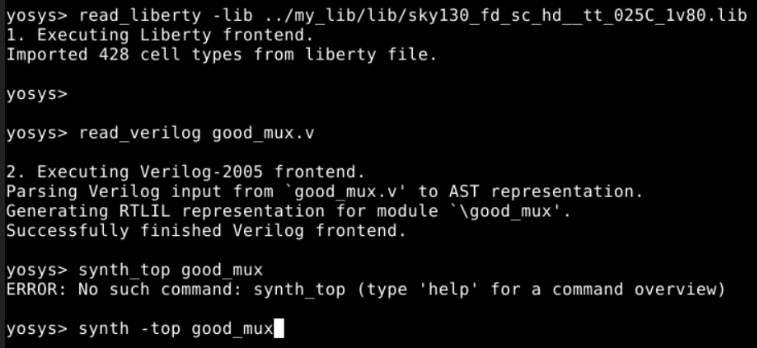 yosys> read_liberty -lib ../my_lib/lib/sky130_fd_sc_hd__tt_025C_1v80.lib
1. Executing Liberty frontend.
Imported 428 cell types from liberty file.
yosys>
yosys> read_verilog good_mux.v
2. Executing Verilog-2005 frontend.
Parsing Verilog input from `good_mux.v' to AST representation.
Generating RTLIL representation for module `\good_mux'.
Successfully finished Verilog frontend.
yosys> synth_top good_mux
ERROR: No such command: synth_top (type 'help' for a command overview)
yosys> synth -top good_mux